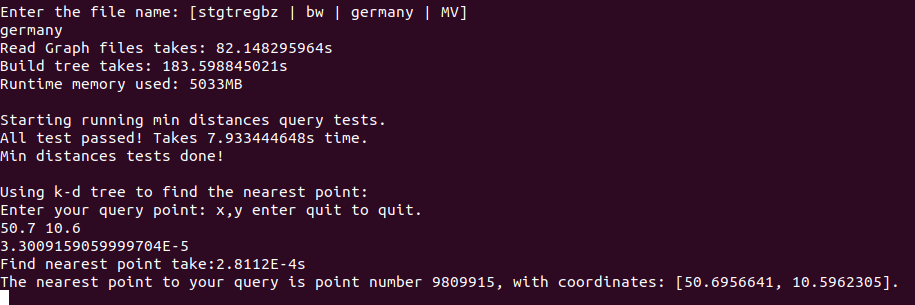 Enter the file name: [stgtregbz | bw | germany | MV]
germany
Read Graph files takes: 82.148295964s
Build tree takes: 183.598845021s
Runtime memory used: 5033MB
Starting running min distances query tests.
All test passed! Takes 7.933444648s time.
Min distances tests done!
Using k-d tree to find the nearest point:
Enter your query point: x,y enter quit to quit.
50.7 10.6
3.3009159059999704E-5
Find nearest point take:2.8112E-4s
The nearest point to your query is point number 9809915, with coordinates: [50.6956641, 10.5962305].